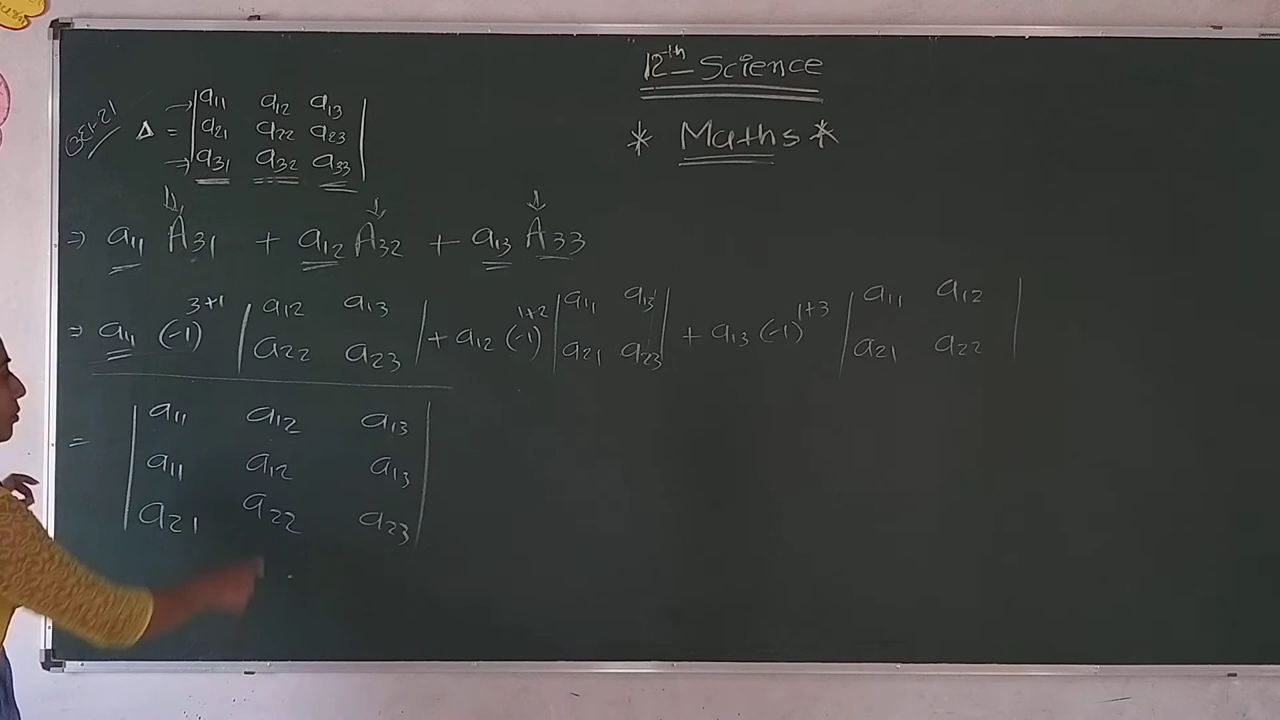 12th Science
* Maths *
a11 a12 a13
Δ = a21 a22 a23
→ a31 a32 a33
⇒ a11 A31 + a12 A32 + a13 A33
⇒ a11 (-1)^3+1 | a12 a13 | + a12 (-1)^1+2 | a11 a13 | + a13 (-1)^1+3 | a11 a12 |
a22 a23 a21 a23 a21 a22
a11 a12 a13
= a11 a12 a13
a21 a22 a23